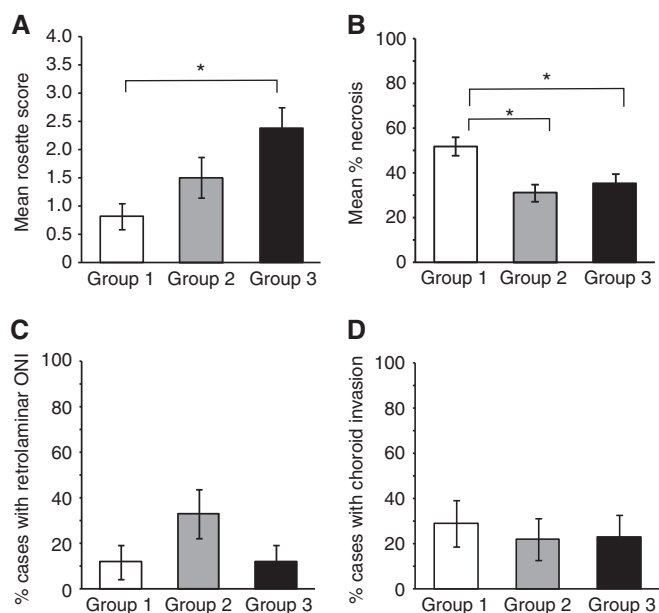 A
Mean rosette score
4.0
3.5
3.0
2.5
2.0
1.5
1.0
0.5
0
*
Group 1 Group 2 Group 3
B
Mean % necrosis
100
80
60
40
20
0
*
*
Group 1 Group 2 Group 3
C
% cases with retrolaminar ONI
100
80
60
40
20
0
Group 1 Group 2 Group 3
D
% cases with choroid invasion
100
80
60
40
20
0
Group 1 Group 2 Group 3